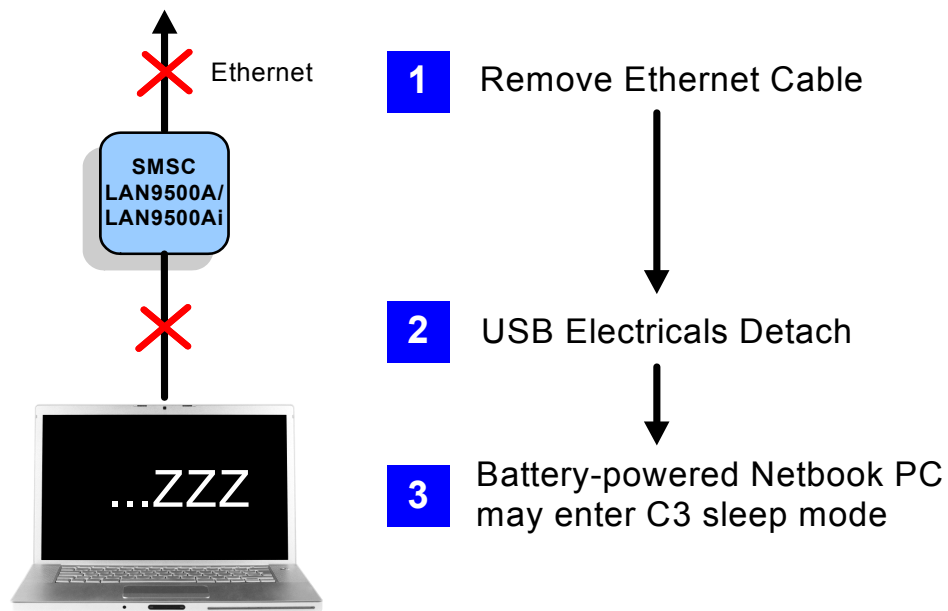 Ethernet
SMSC
LAN9500A/
LAN9500Ai
...ZZZ
1
Remove Ethernet Cable
2
USB Electricals Detach
3
Battery-powered Netbook PC
may enter C3 sleep mode